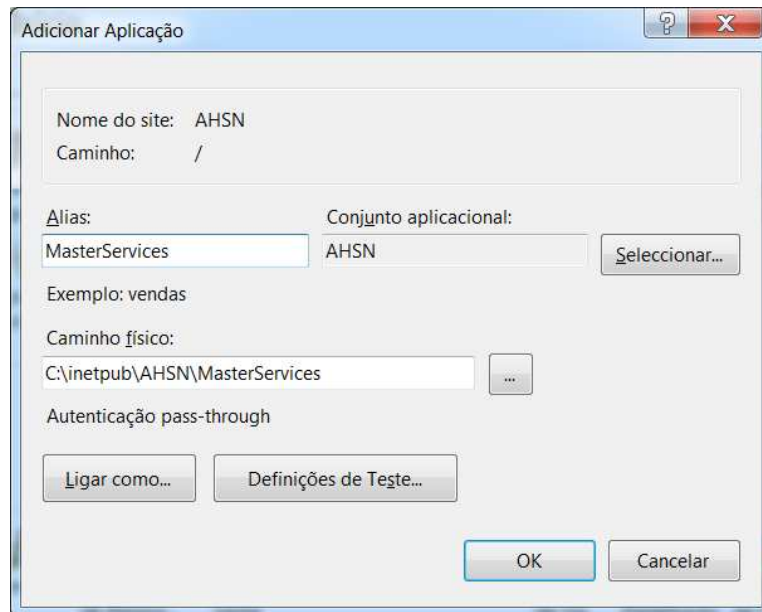 Adicionar Aplicação
Nome do site: AHSN
Caminho: /
Alias: Conjunto aplicacional:
MasterServices AHSN Seleccionar...
Exemplo: vendas
Caminho físico:
C:\inetpub\AHSN\MasterServices ...
Autenticação pass-through
Ligar como... Definições de Teste...
OK Cancelar